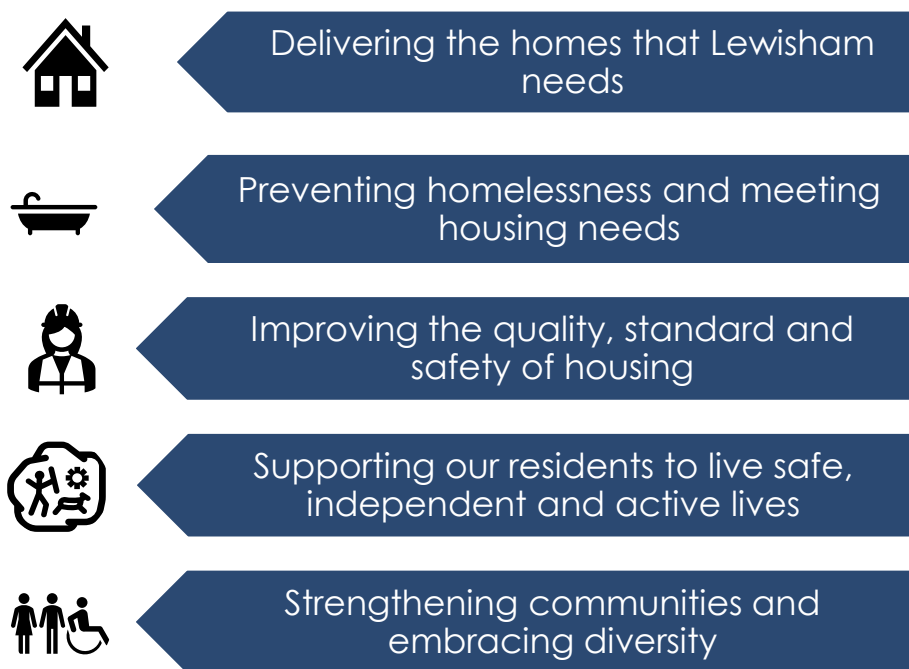 Delivering the homes that Lewisham
needs
Preventing homelessness and meeting
housing needs
Improving the quality, standard and
safety of housing
Supporting our residents to live safe,
independent and active lives
Strengthening communities and
embracing diversity